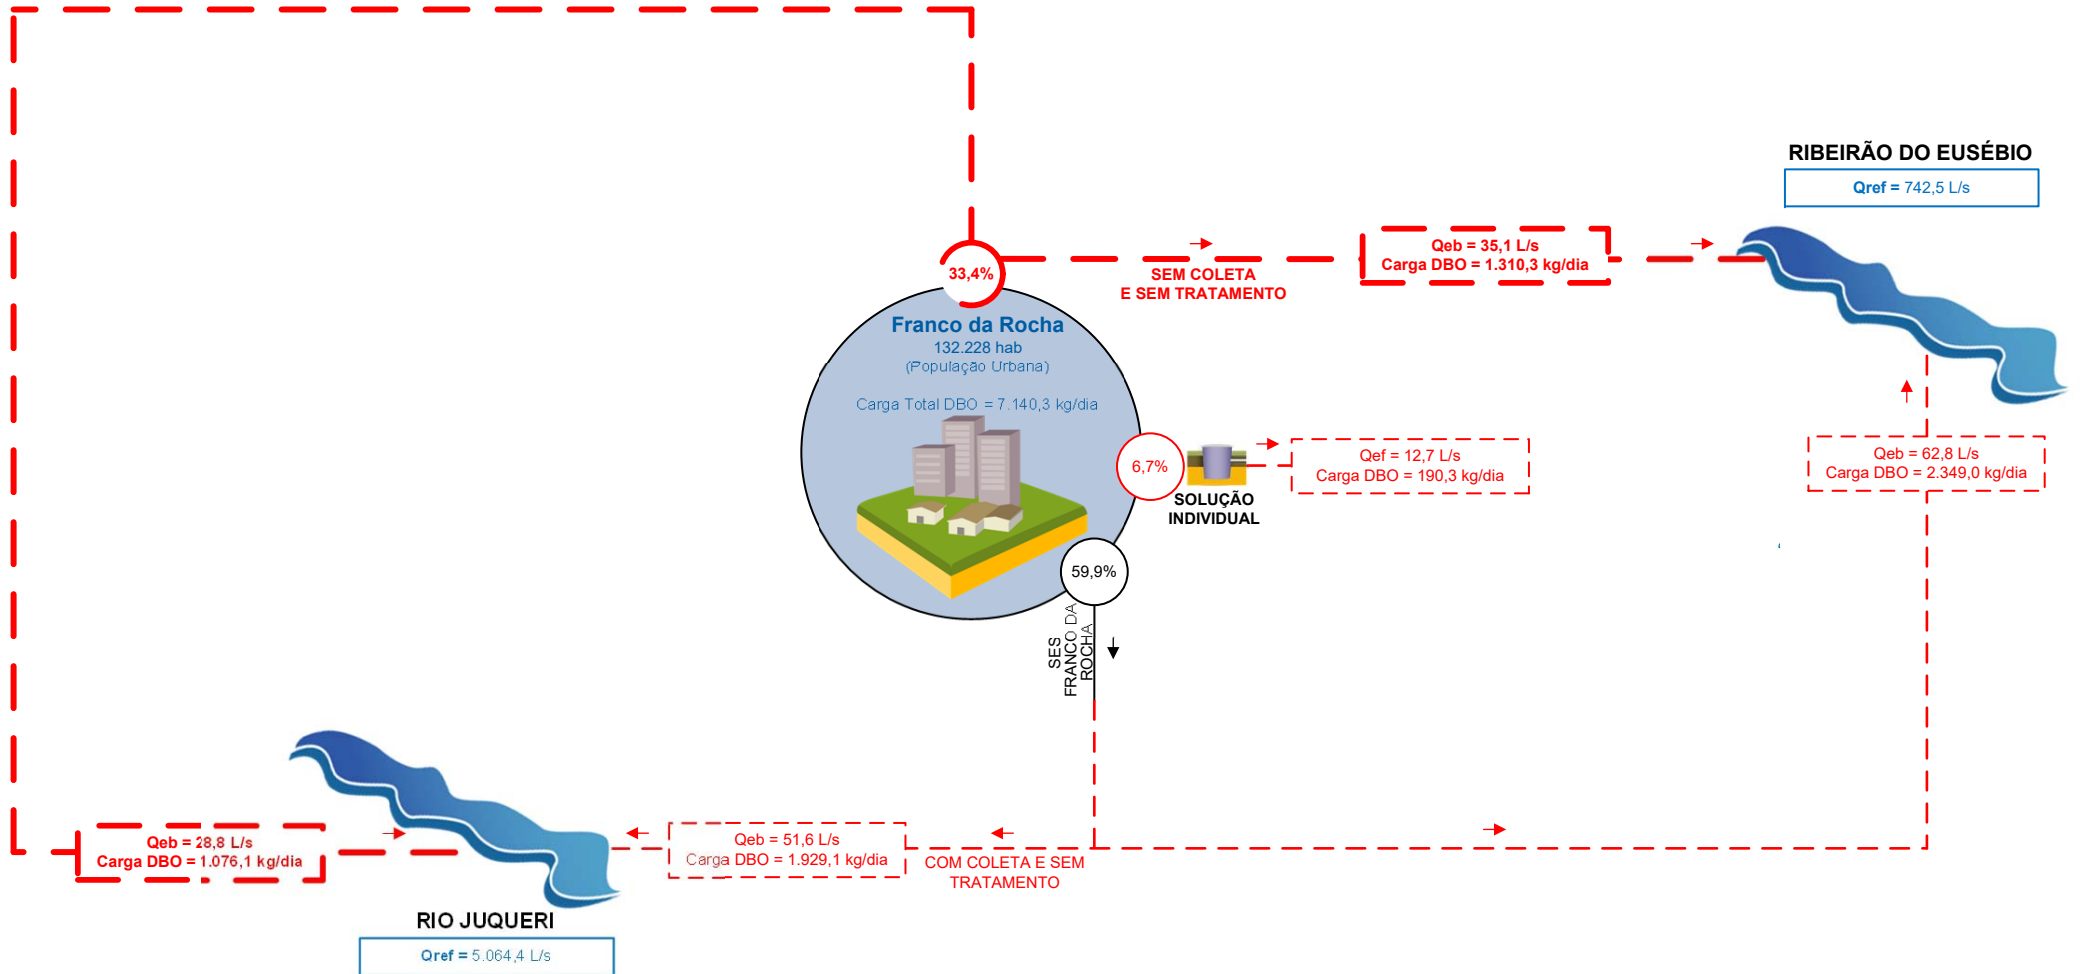 RIBEIRÃO DO EUSÉBIO
Qref = 742,5 L/s
Qeb = 35,1 L/s
Carga DBO = 1.310,3 kg/dia
33,4%
SEM COLETA
E SEM TRATAMENTO
Franco da Rocha
132.228 hab
(População Urbana)
Carga Total DBO = 7.140,3 kg/dia
6,7%
SOLUÇÃO
INDIVIDUAL
Qef = 12,7 L/s
Carga DBO = 190,3 kg/dia
Qeb = 62,8 L/s
Carga DBO = 2.349,0 kg/dia
59,9%
SES
FRANCO DA
ROCHA
Qeb = 28,8 L/s
Carga DBO = 1.076,1 kg/dia
Qeb = 51,6 L/s
Carga DBO = 1.929,1 kg/dia
COM COLETA E SEM
TRATAMENTO
RIO JUQUERI
Qref = 5.064,4 L/s